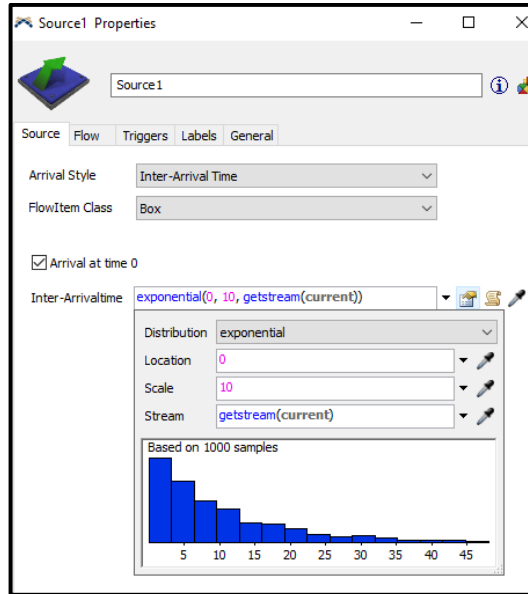 Source1 Properties
Source1
Source Flow Triggers Labels General
Arrival Style Inter-Arrival Time
FlowItem Class Box
Arrival at time 0
Inter-Arrivaltime exponential(0, 10, getstream(current))
Distribution exponential
Location 0
Scale 10
Stream getstream(current)
Based on 1000 samples
5 10 15 20 25 30 35 40 45